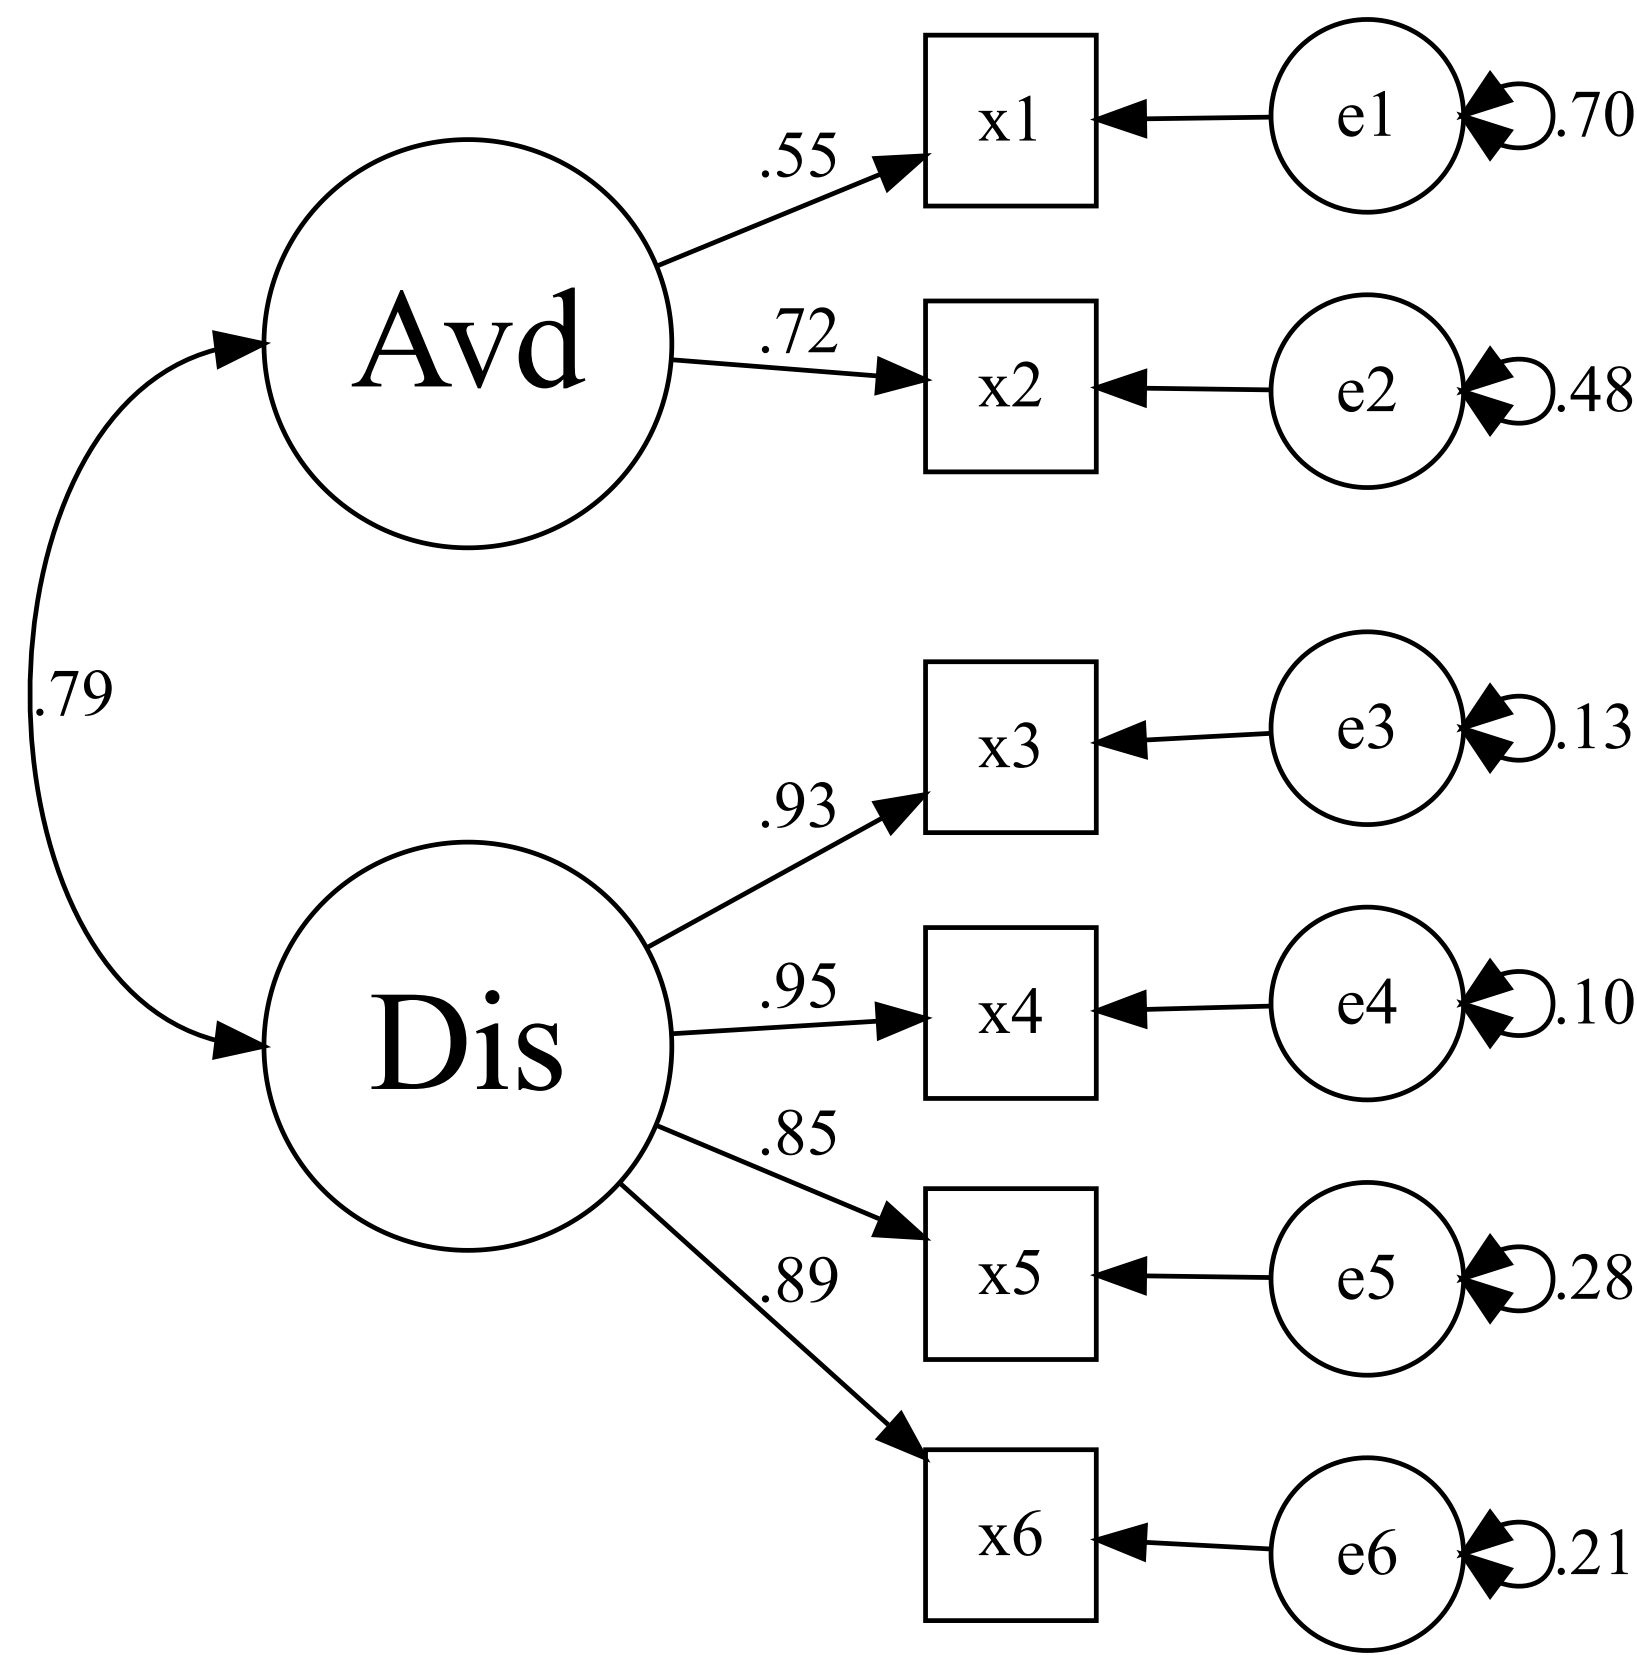 .55
x1
e1
.70
Avd
.72
x2
e2
.48
.79
.93
x3
e3
.13
Dis
.95
x4
e4
.10
.85
x5
e5
.28
.89
x6
e6
.21